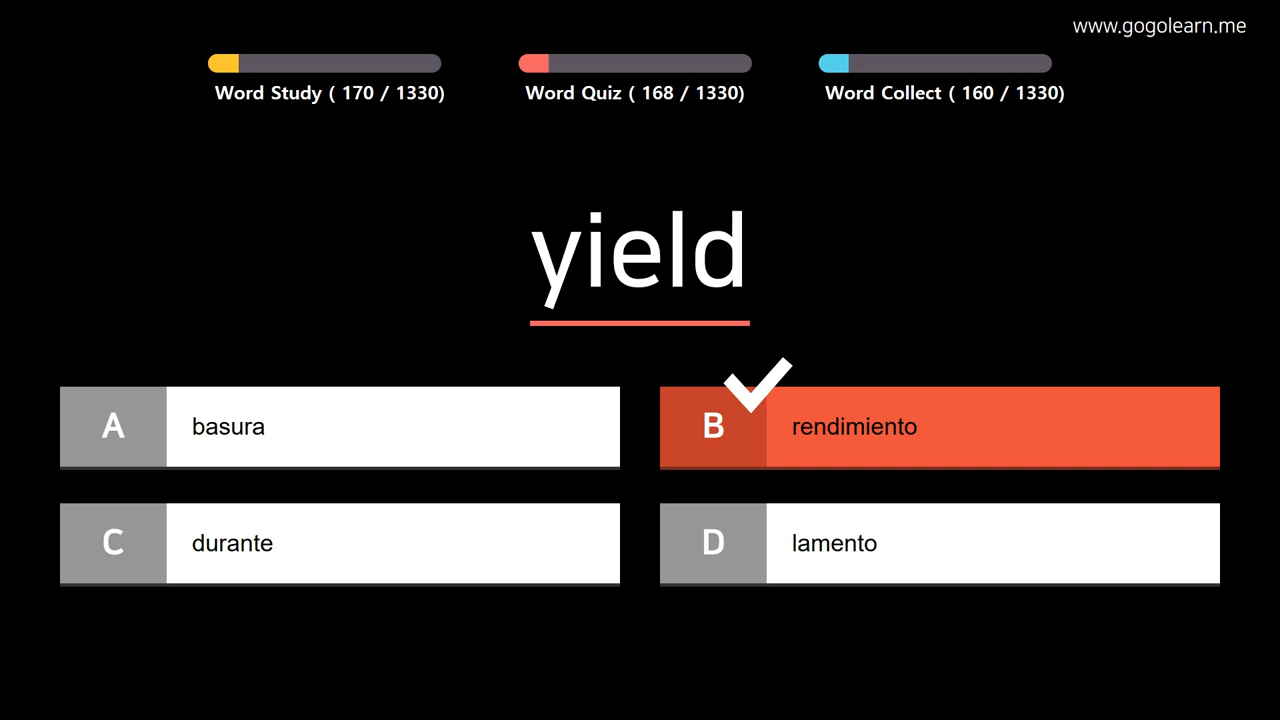 www.gogolearn.me
Word Study ( 170 / 1330)
Word Quiz ( 168 / 1330)
Word Collect ( 160 / 1330)
yield
A basura
B rendimiento
C durante
D lamento